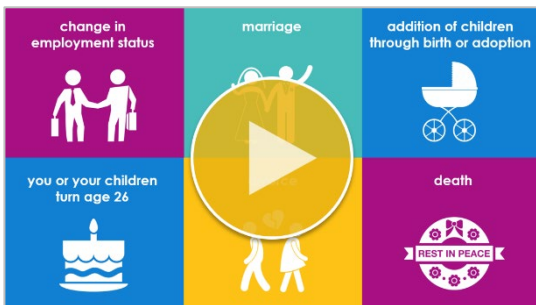 change in
employment status
marriage
addition of children
through birth or adoption
you or your children
turn age 26
death
REST IN PEACE